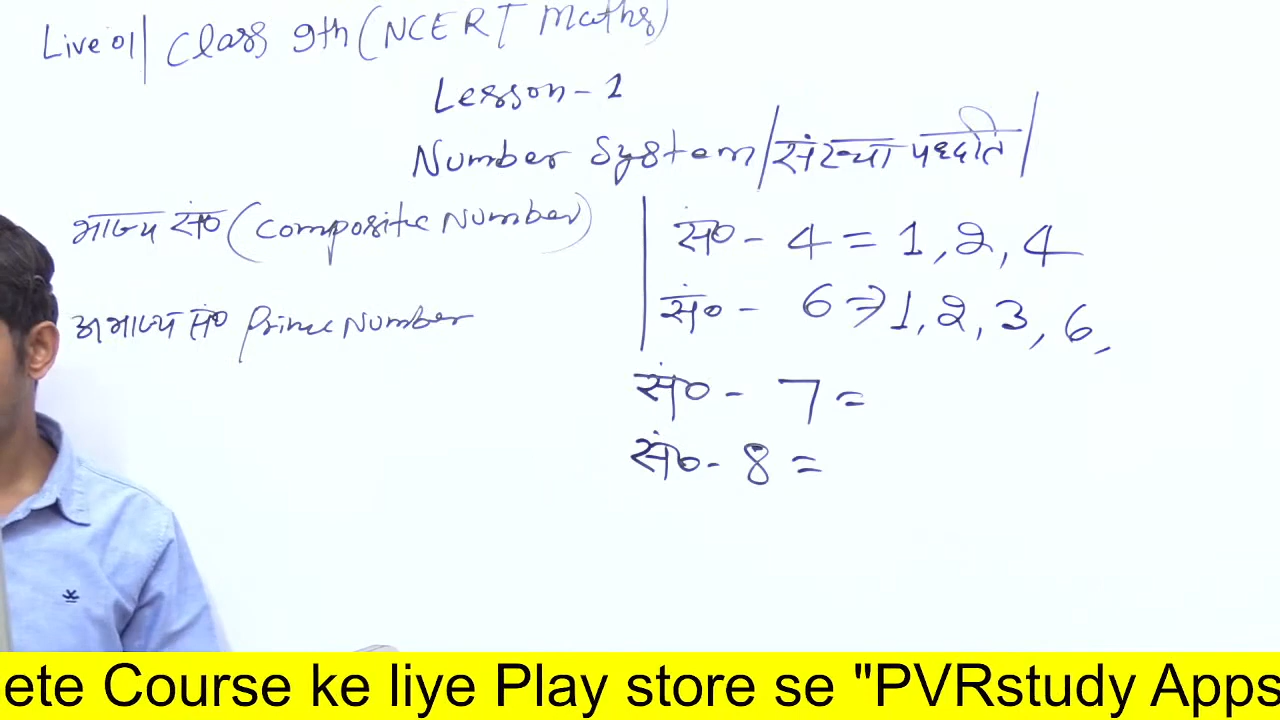 Live 01| Class 9th (NCERT Maths)
Lesson - 1
Number System | संख्या पद्धति |
भाज्य सं० (Composite Number)
अभाज्य सं० Prime Number
सं० - 4 = 1, 2, 4
सं० - 6 => 1, 2, 3, 6,
सं० - 7 =
सं० - 8 =
ete Course ke liye Play store se "PVRstudy Apps